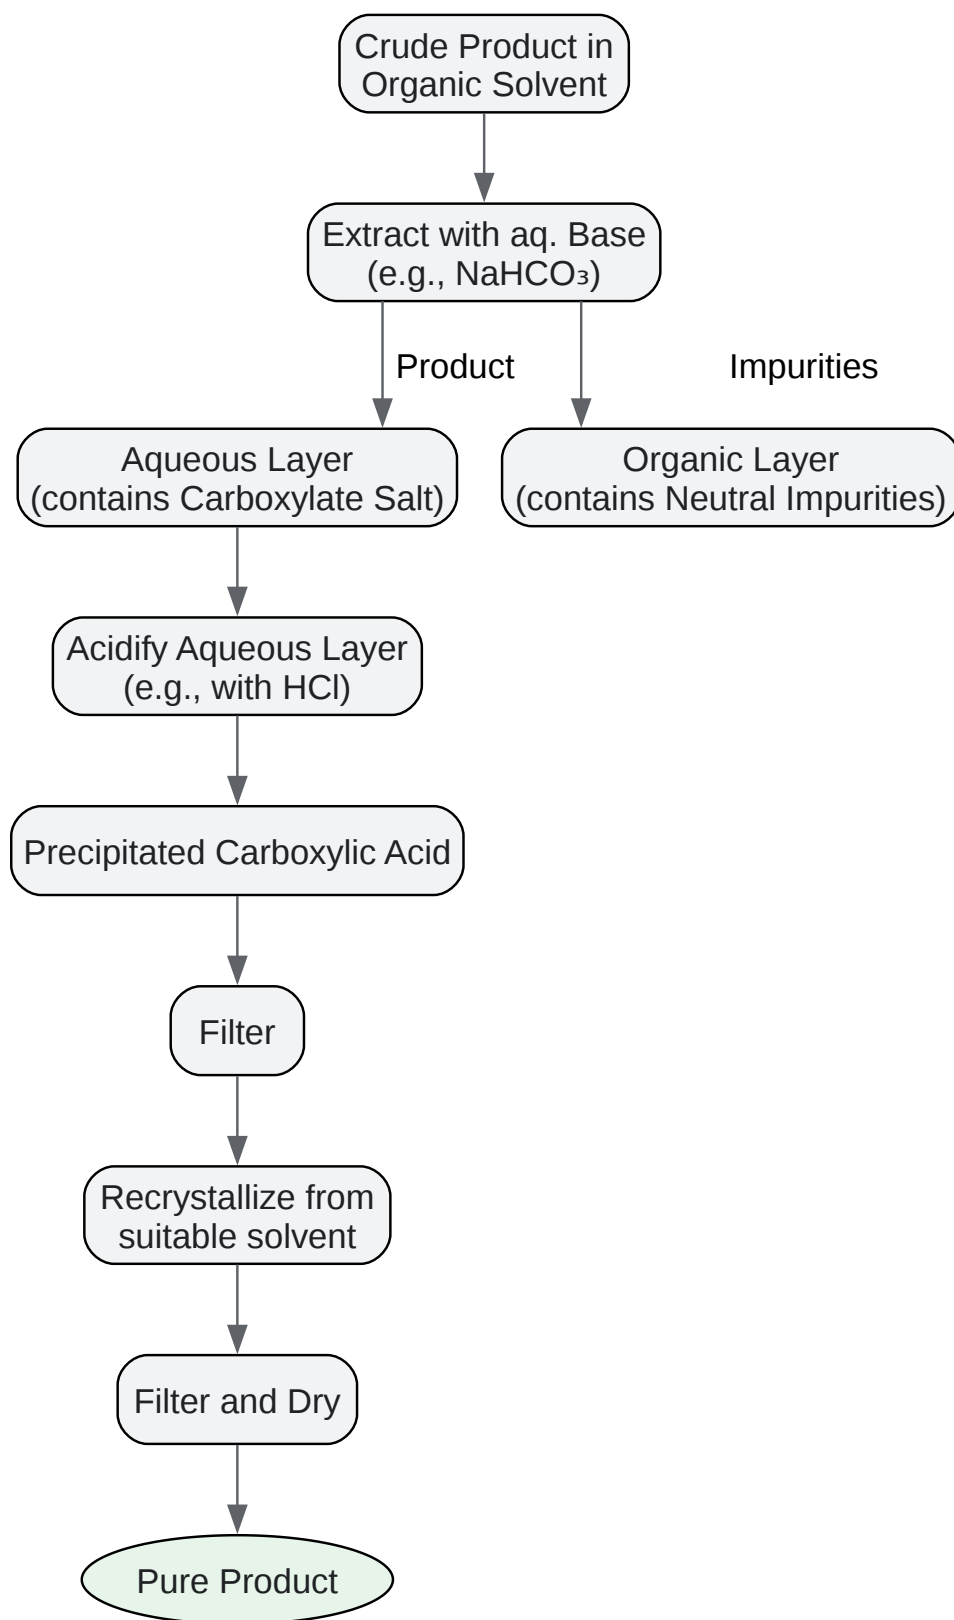 Crude Product in
Organic Solvent
Extract with aq. Base
(e.g., NaHCO₃)
Product
Impurities
Aqueous Layer
(contains Carboxylate Salt)
Organic Layer
(contains Neutral Impurities)
Acidify Aqueous Layer
(e.g., with HCl)
Precipitated Carboxylic Acid
Filter
Recrystallize from
suitable solvent
Filter and Dry
Pure Product